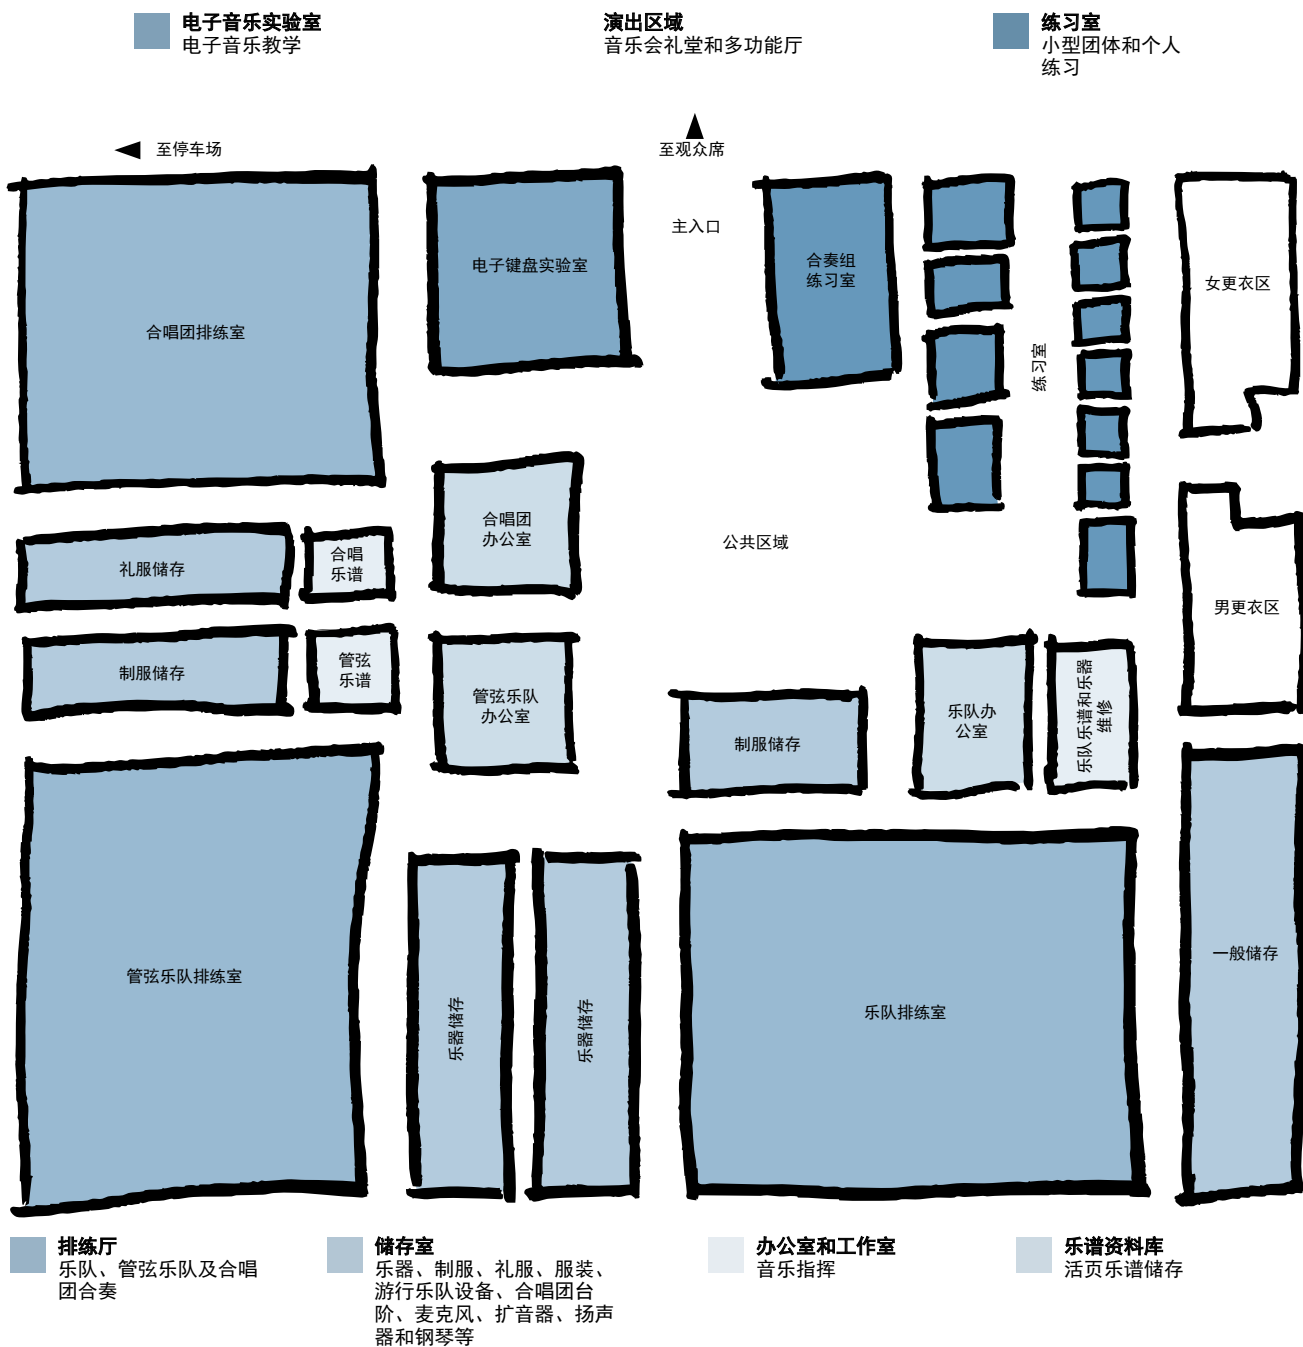 电子音乐实验室
电子音乐教学
演出区域
音乐会礼堂和多功能厅
练习室
小型团体和个人
练习
至停车场
至观众席
主入口
合唱团排练室
电子键盘实验室
合奏组
练习室
练习室
女更衣区
合唱团
办公室
公共区域
礼服储存
合唱
乐谱
男更衣区
制服储存
管弦
乐谱
管弦乐队
办公室
制服储存
乐队办
公室
乐队乐谱和乐器
维修
管弦乐队排练室
乐器储存
乐器储存
乐队排练室
一般储存
排练厅
乐队、管弦乐队及合唱
团合奏
储存室
乐器、制服、礼服、服装、
游行乐队设备、合唱团台
阶、麦克风、扩音器、扬声
器和钢琴等
办公室和工作室
音乐指挥
乐谱资料库
活页乐谱储存